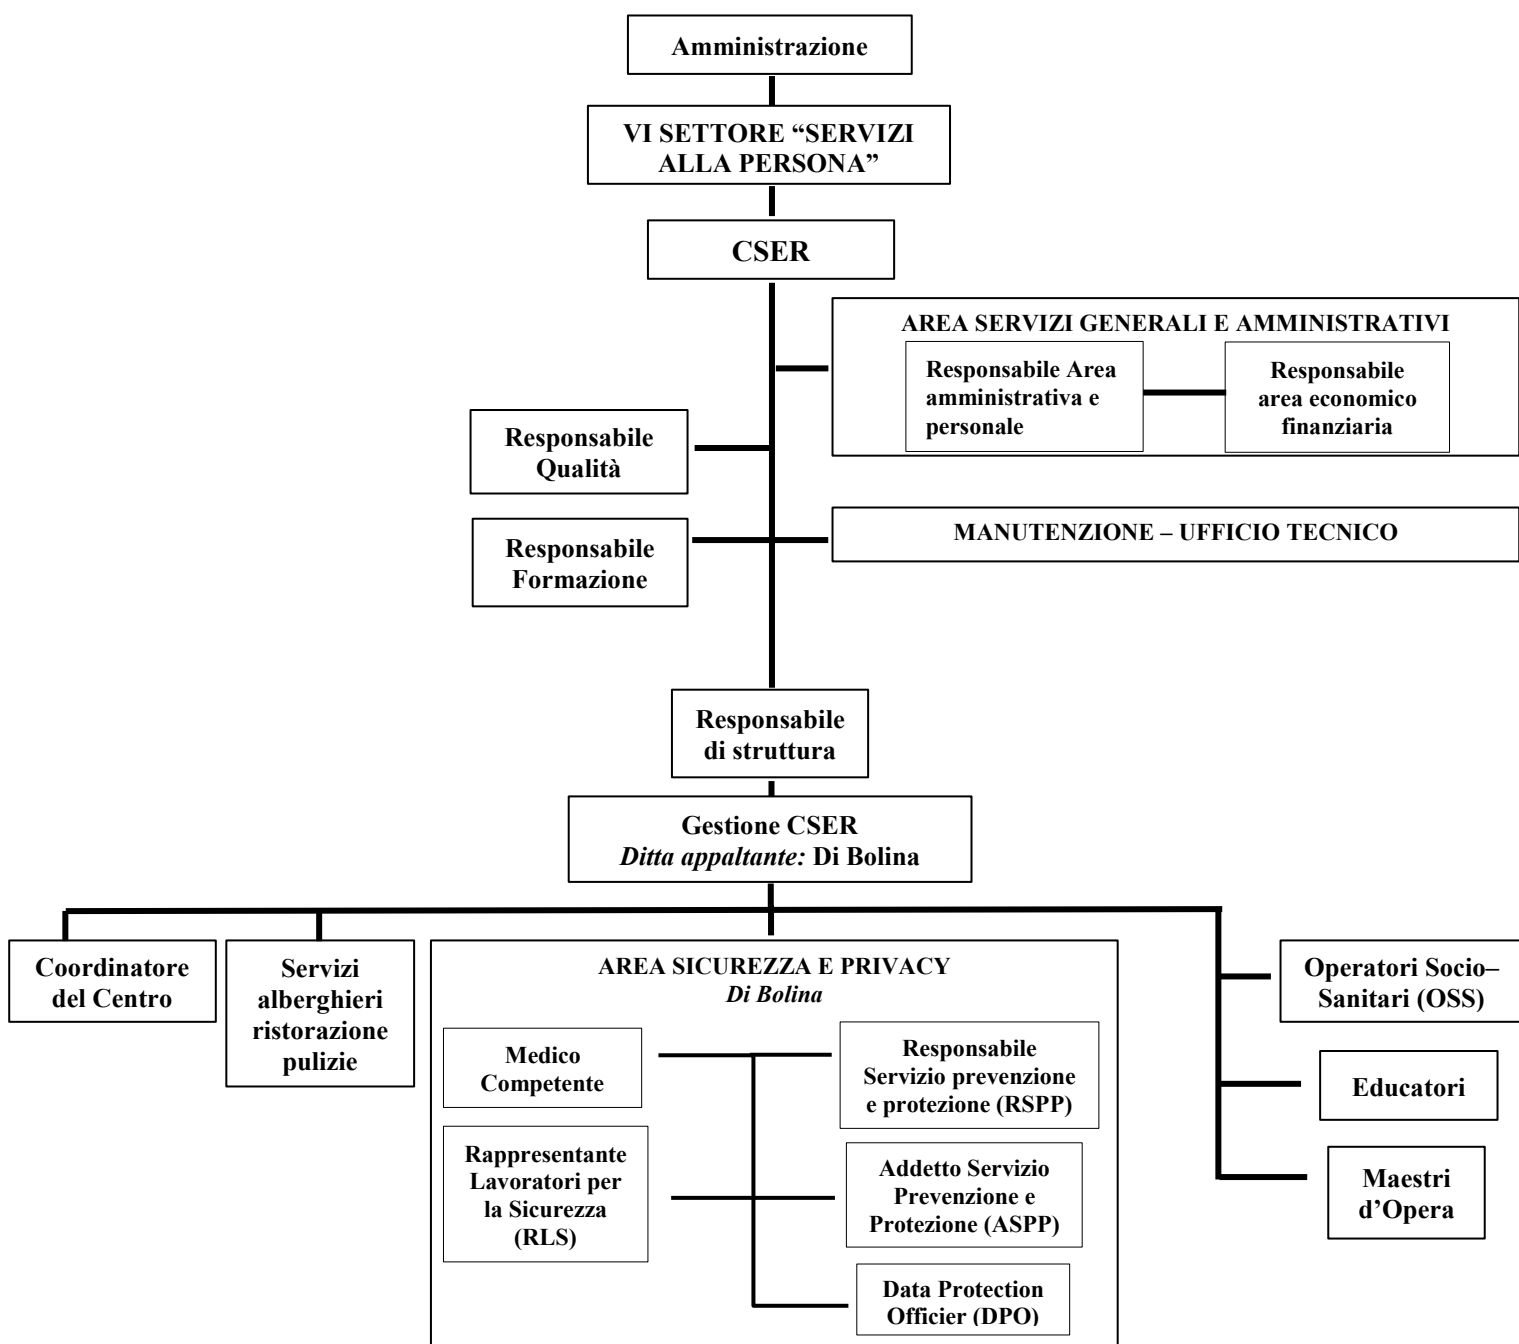 Amministrazione
VI SETTORE “SERVIZI
ALLA PERSONA”
CSER
AREA SERVIZI GENERALI E AMMINISTRATIVI
Responsabile Area
amministrativa e
personale
Responsabile
area economico
finanziaria
Responsabile
Qualità
Responsabile
Formazione
MANUTENZIONE – UFFICIO TECNICO
Responsabile
di struttura
Gestione CSER
Ditta appaltante: Di Bolina
Coordinatore
del Centro
Servizi
alberghieri
ristorazione
pulizie
AREA SICUREZZA E PRIVACY
Di Bolina
Medico
Competente
Responsabile
Servizio prevenzione
e protezione (RSPP)
Rappresentante
Lavoratori per
la Sicurezza
(RLS)
Addetto Servizio
Prevenzione e
Protezione (ASPP)
Data Protection
Officier (DPO)
Operatori Socio–
Sanitari (OSS)
Educatori
Maestri
d’Opera